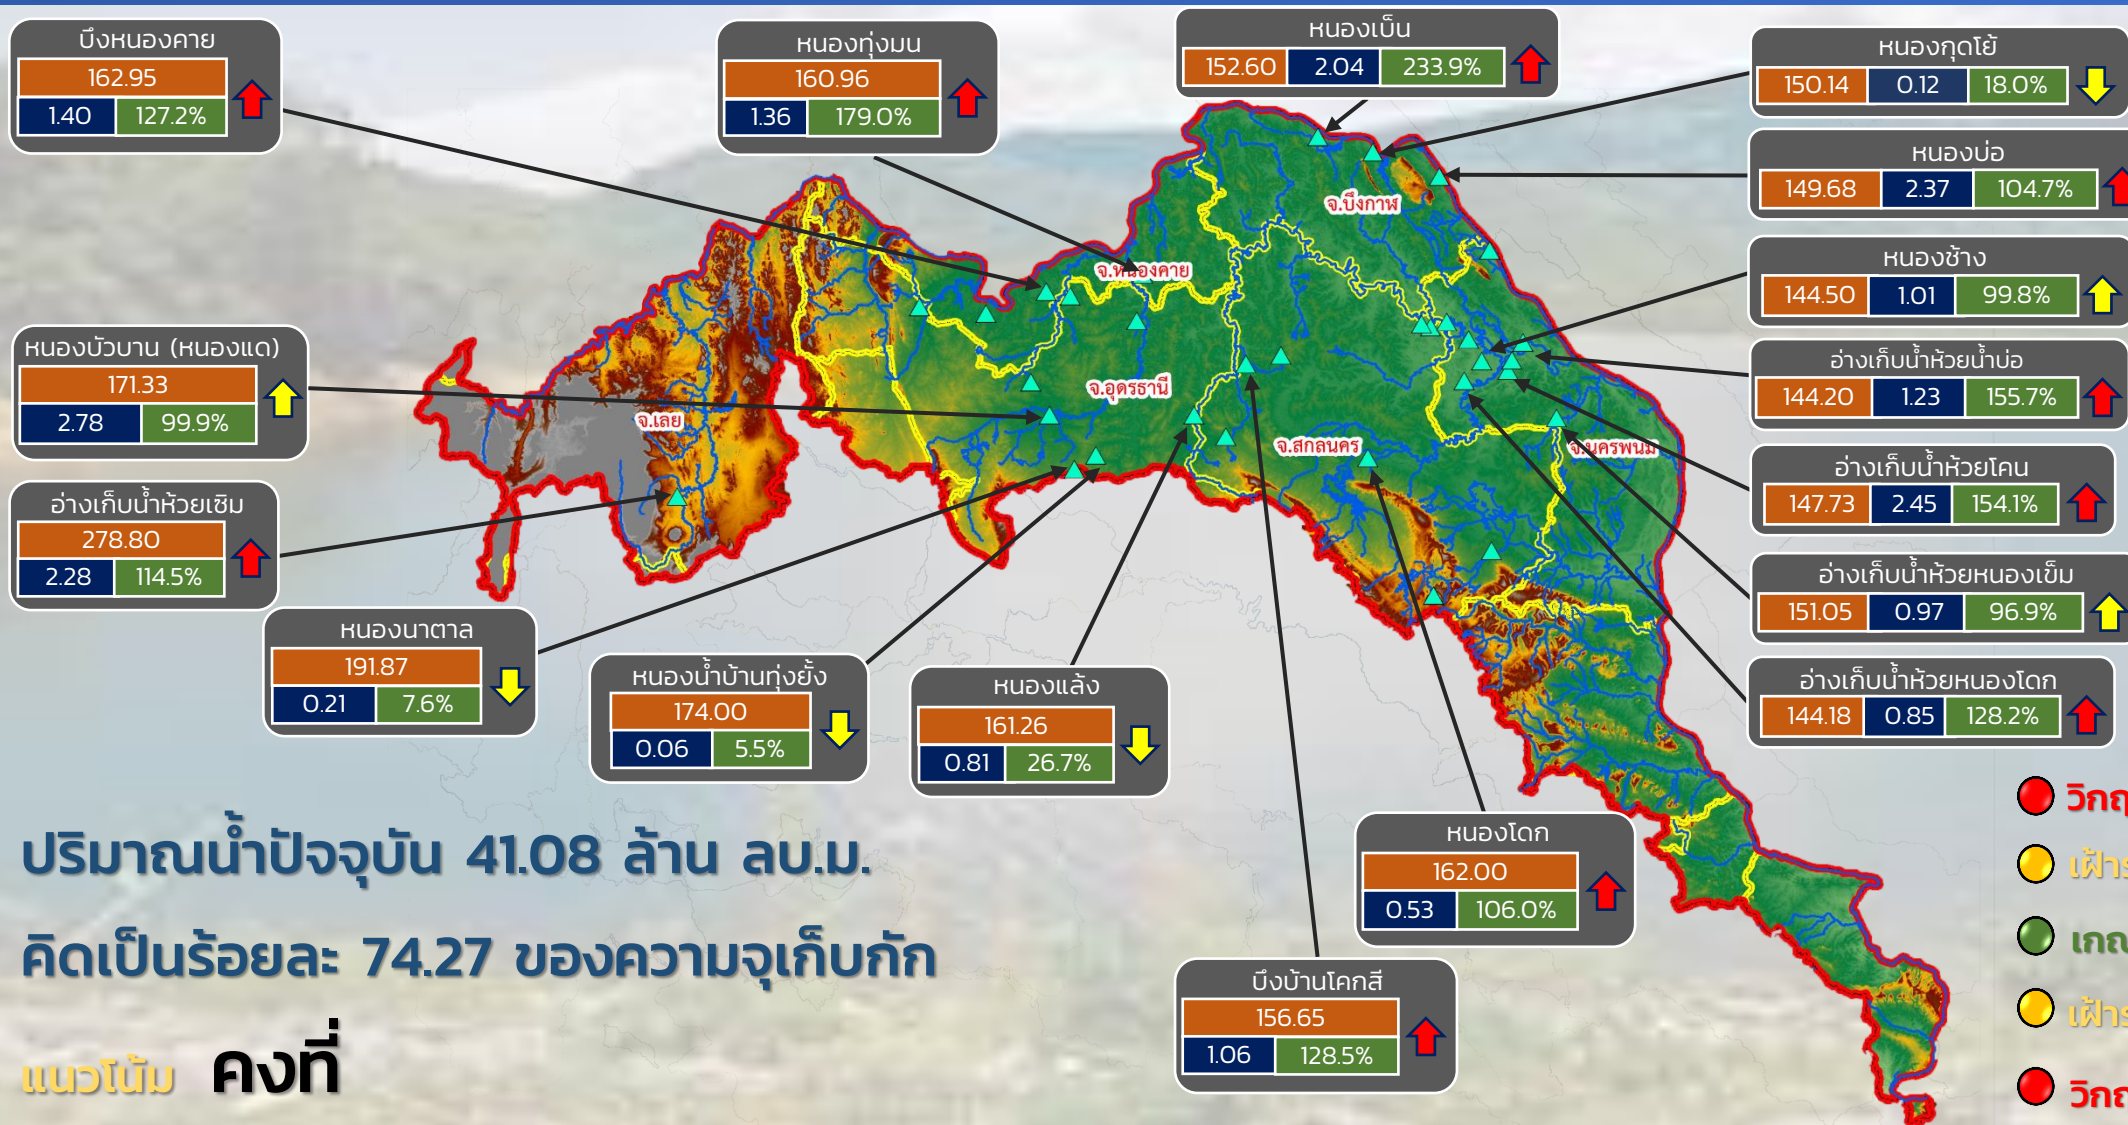 บึงหนองคาย
162.95
1.40 127.2%
หนองทุ่งมน
160.96
1.36 179.0%
หนองเบ็น
152.60 2.04 233.9%
หนองกุดโย้
150.14 0.12 18.0%
หนองบ่อ
149.68 2.37 104.7%
หนองช้าง
144.50 1.01 99.8%
อ่างเก็บน้ำห้วยน้ำบ่อ
144.20 1.23 155.7%
อ่างเก็บน้ำห้วยโคน
147.73 2.45 154.1%
อ่างเก็บน้ำห้วยหนองเข็ม
151.05 0.97 96.9%
อ่างเก็บน้ำห้วยหนองโดก
144.18 0.85 128.2%
หนองบัวบาน (หนองแด)
171.33
2.78 99.9%
อ่างเก็บน้ำห้วยเซิม
278.80
2.28 114.5%
หนองนาตาล
191.87
0.21 7.6%
หนองน้ำบ้านทุ่งยั้ง
174.00
0.06 5.5%
หนองแล้ง
161.26
0.81 26.7%
หนองโดก
162.00
0.53 106.0%
บึงบ้านโคกสี
156.65
1.06 128.5%
จ.บึงกาฬ
จ.หนองคาย
จ.อุดรธานี
จ.เลย
จ.สกลนคร
จ.นครพนม
ปริมาณน้ำปัจจุบัน 41.08 ล้าน ลบ.ม.
คิดเป็นร้อยละ 74.27 ของความจุเก็บกัก
แนวโน้ม คงที่